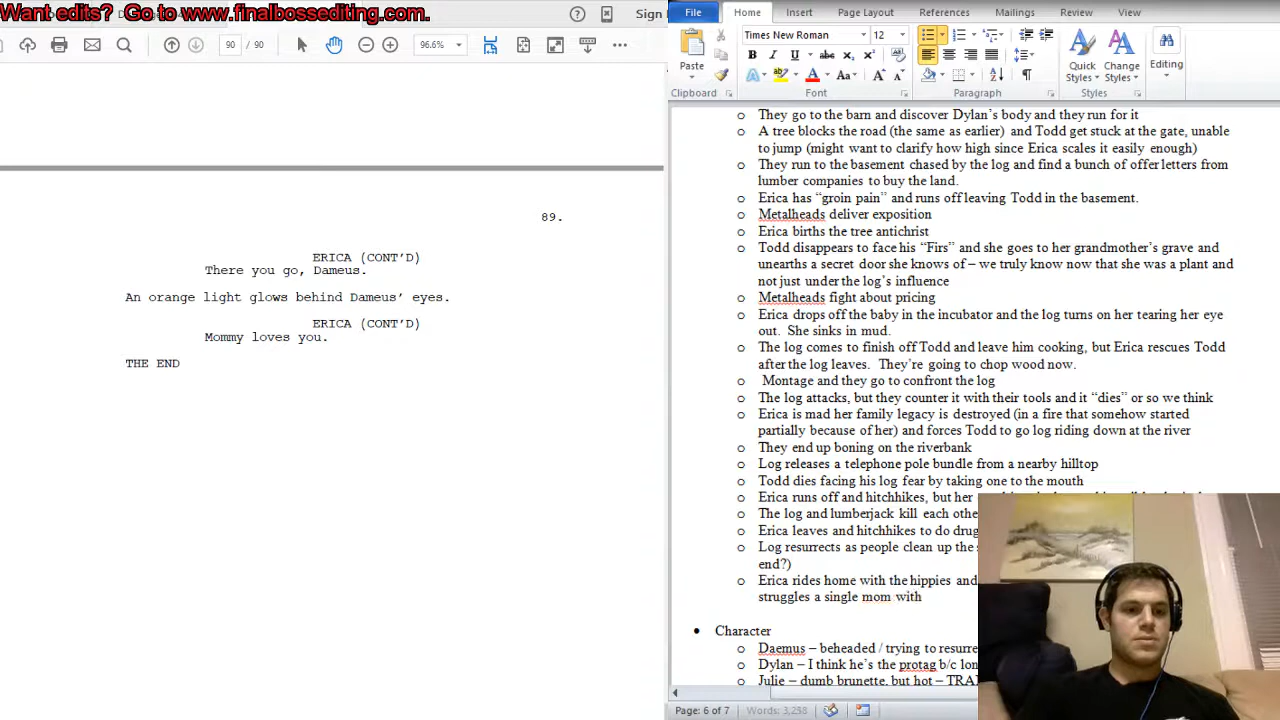 Want edits? Go to www.finalbossediting.com.
Sign
90 / 90
96.6%
89.
ERICA (CONT'D)
There you go, Dameus.
An orange light glows behind Dameus' eyes.
ERICA (CONT'D)
Mommy loves you.
THE END
File Home Insert Page Layout References Mailings Review View
Times New Roman 12
Paste
B I U abc x₂ x²
A Aa A A
Quick Styles
Change Styles
Editing
Clipboard Font Paragraph Styles
o They go to the barn and discover Dylan's body and they run for it
o A tree blocks the road (the same as earlier) and Todd get stuck at the gate, unable
to jump (might want to clarify how high since Erica scales it easily enough)
o They run to the basement chased by the log and find a bunch of offer letters from
lumber companies to buy the land.
o Erica has “groin pain” and runs off leaving Todd in the basement.
o Metalheads deliver exposition
o Erica births the tree antichrist
o Todd disappears to face his “Firs” and she goes to her grandmother's grave and
unearths a secret door she knows of – we truly know now that she was a plant and
not just under the log's influence
o Metalheads fight about pricing
o Erica drops off the baby in the incubator and the log turns on her tearing her eye
out. She sinks in mud.
o The log comes to finish off Todd and leave him cooking, but Erica rescues Todd
after the log leaves. They're going to chop wood now.
o Montage and they go to confront the log
o The log attacks, but they counter it with their tools and it “dies” or so we think
o Erica is mad her family legacy is destroyed (in a fire that somehow started
partially because of her) and forces Todd to go log riding down at the river
o They end up boning on the riverbank
o Log releases a telephone pole bundle from a nearby hilltop
o Todd dies facing his log fear by taking one to the mouth
o Erica runs off and hitchhikes, but her
o The log and lumberjack kill each othe
o Erica leaves and hitchhikes to do drug
o Log resurrects as people clean up the
end?)
o Erica rides home with the hippies and
struggles a single mom with
• Character
o Daemus – beheaded / trying to resurre
o Dylan – I think he's the protag b/c lon
o Julie – dumb brunette, but hot – TRA
Page: 6 of 7 Words: 3,258